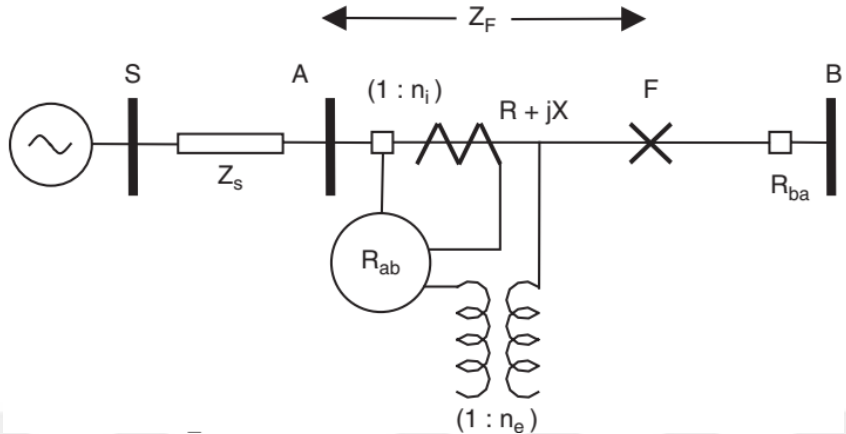 Z_F
S
A
(1 : n_i)
R + jX
F
B
Z_s
R_ba
R_ab
(1 : n_e)